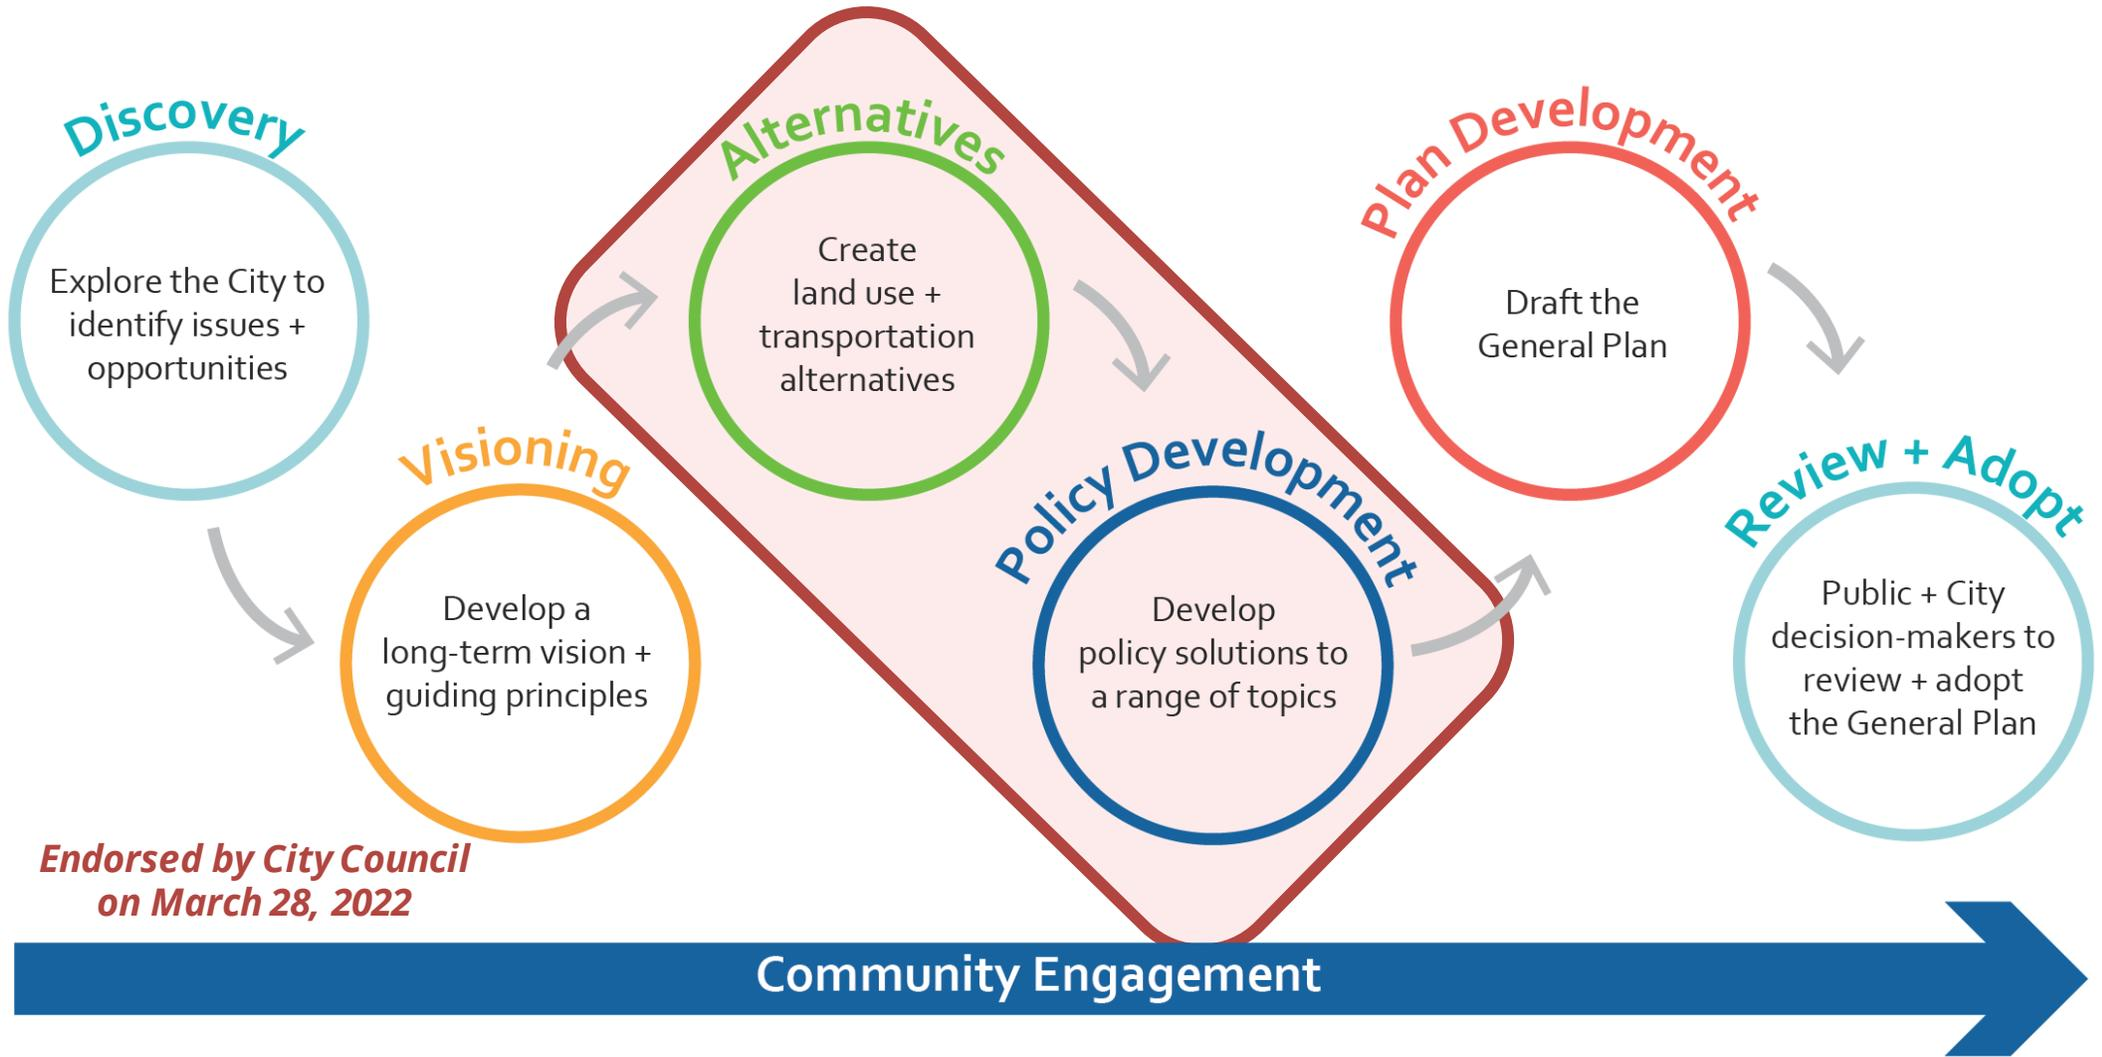 Discovery
Explore the City to
identify issues +
opportunities
Visioning
Develop a
long-term vision +
guiding principles
Endorsed by City Council
on March 28, 2022
Alternatives
Create
land use +
transportation
alternatives
Policy Development
Develop
policy solutions to
a range of topics
Plan Development
Draft the
General Plan
Review + Adopt
Public + City
decision-makers to
review + adopt
the General Plan
Community Engagement